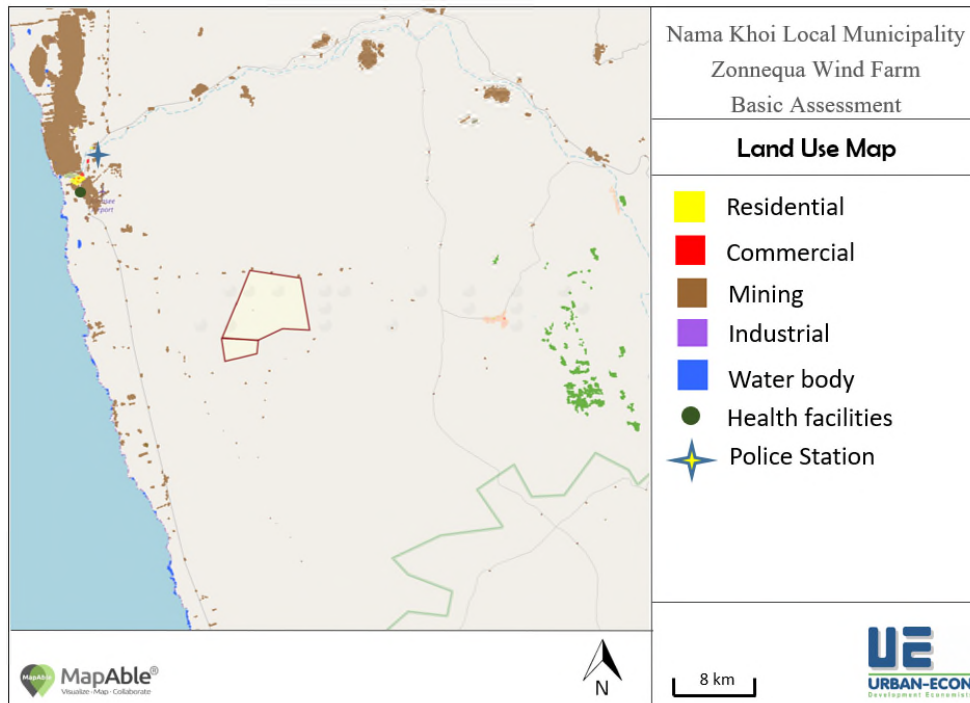 Nama Khoi Local Municipality
Zonnequa Wind Farm
Basic Assessment
Land Use Map
Residential
Commercial
Mining
Industrial
Water body
Health facilities
Police Station
MapAble®
MapAble
Visualize - Map - Collaborate
N
8 km
UE
URBAN-ECON
Development Economists